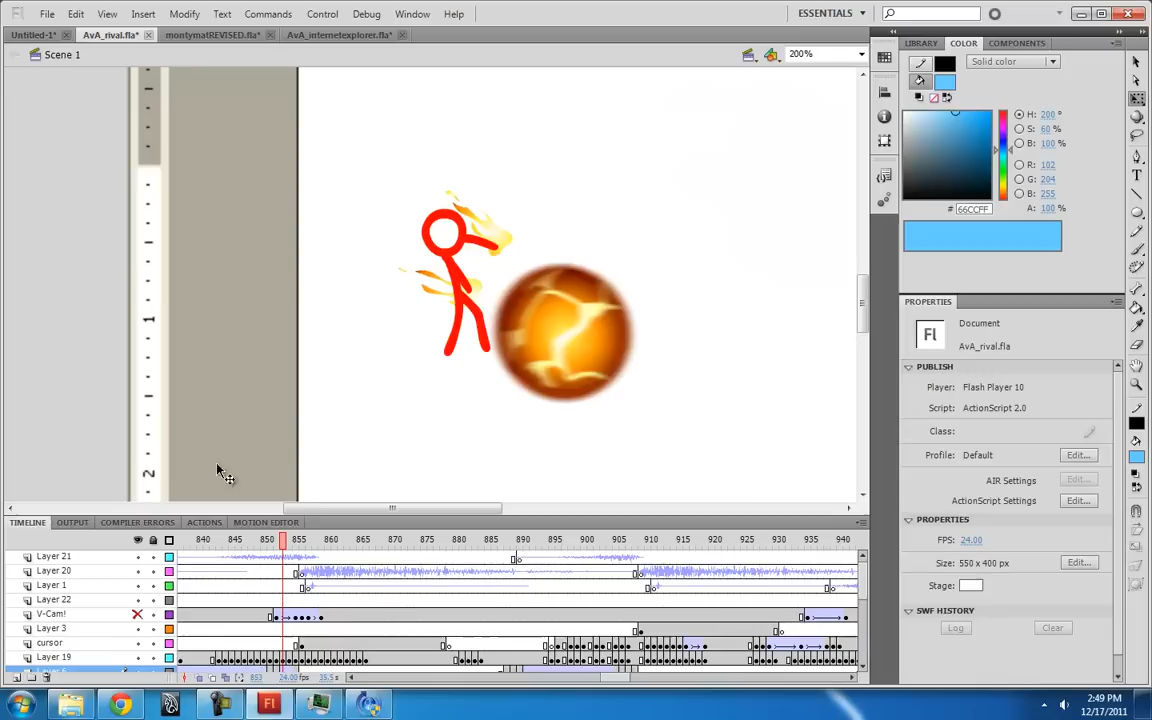 File Edit View Insert Modify Text Commands Control Debug Window Help ESSENTIALS
Untitled-1* AvA_rival.fla* montymatREVISED.fla* AvA_internetexplorer.fla*
Scene 1 200%
LIBRARY COLOR COMPONENTS
Solid color
H: 200 °
S: 60 %
B: 100 %
R: 102
G: 204
B: 255
# 66CCFF A: 100 %
PROPERTIES
Fl Document
AvA_rival.fla
PUBLISH
Player: Flash Player 10
Script: ActionScript 2.0
Class:
Profile: Default Edit...
AIR Settings Edit...
ActionScript Settings Edit...
PROPERTIES
FPS: 24.00
Size: 550 x 400 px Edit...
Stage:
SWF HISTORY
Log Clear
1
2
TIMELINE OUTPUT COMPILER ERRORS ACTIONS MOTION EDITOR
840 845 850 855 860 865 870 875 880 885 890 895 900 905 910 915 920 925 930 935 940
Layer 21
Layer 20
Layer 1
Layer 22
V-Cam!
Layer 3
cursor
Layer 19
853 24.00fps 35.5s
Fl
2:49 PM
12/17/2011